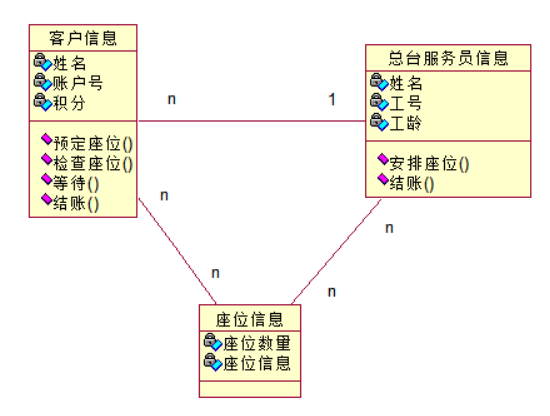 客户信息
姓名
账户号
积分
预定座位()
检查座位()
等待()
结账()
n
1
总台服务员信息
姓名
工号
工龄
安排座位()
结账()
n
n
n
n
座位信息
座位数量
座位信息